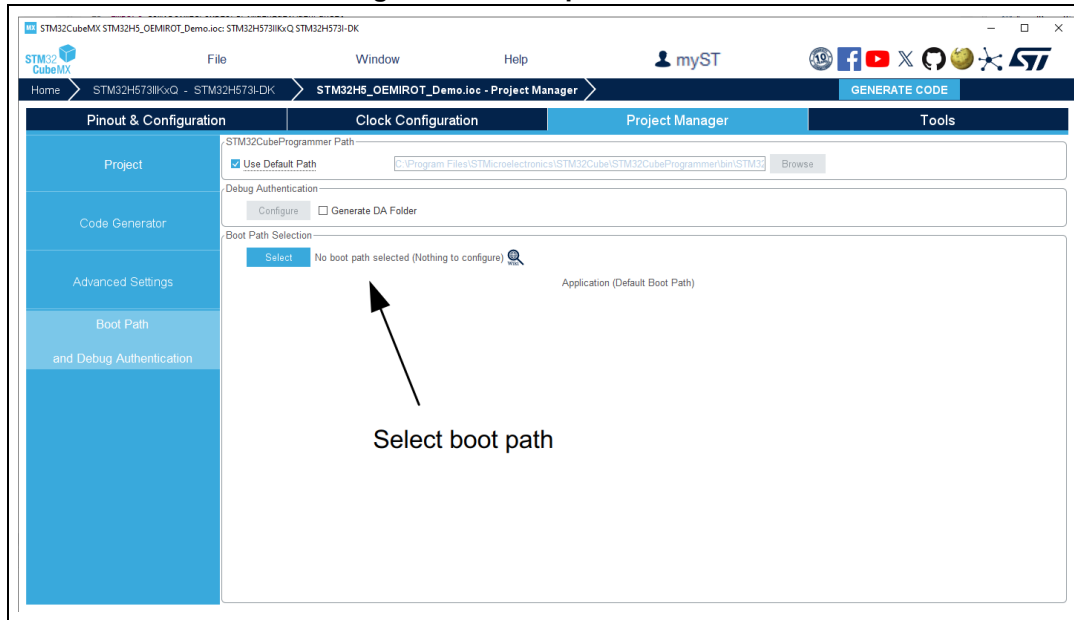 STM32CubeMX STM32H5_OEMIROT_Demo.ioc: STM32H573IIKxQ STM32H573I-DK
STM32 CubeMX File Window Help myST 10 ST
Home STM32H573IIKxQ - STM32H573I-DK STM32H5_OEMIROT_Demo.ioc - Project Manager GENERATE CODE
Pinout & Configuration Clock Configuration Project Manager Tools
STM32CubeProgrammer Path
Use Default Path C:\Program Files\STMicroelectronics\STM32Cube\STM32CubeProgrammer\bin\STM32 Browse
Project
Debug Authentication
Configure Generate DA Folder
Code Generator
Boot Path Selection
Select No boot path selected (Nothing to configure) Wiki
Application (Default Boot Path)
Advanced Settings
Boot Path
and Debug Authentication
Select boot path